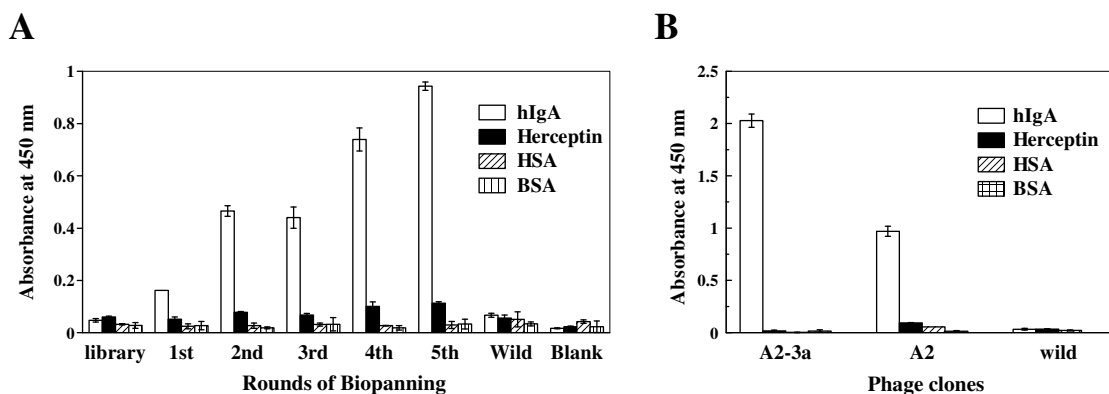 A
Absorbance at 450 nm
1
0.8
0.6
0.4
0.2
0
hIgA
Herceptin
HSA
BSA
library 1st 2nd 3rd 4th 5th Wild Blank
Rounds of Biopanning
B
Absorbance at 450 nm
2.5
2
1.5
1
0.5
0
hIgA
Herceptin
HSA
BSA
A2-3a A2 wild
Phage clones